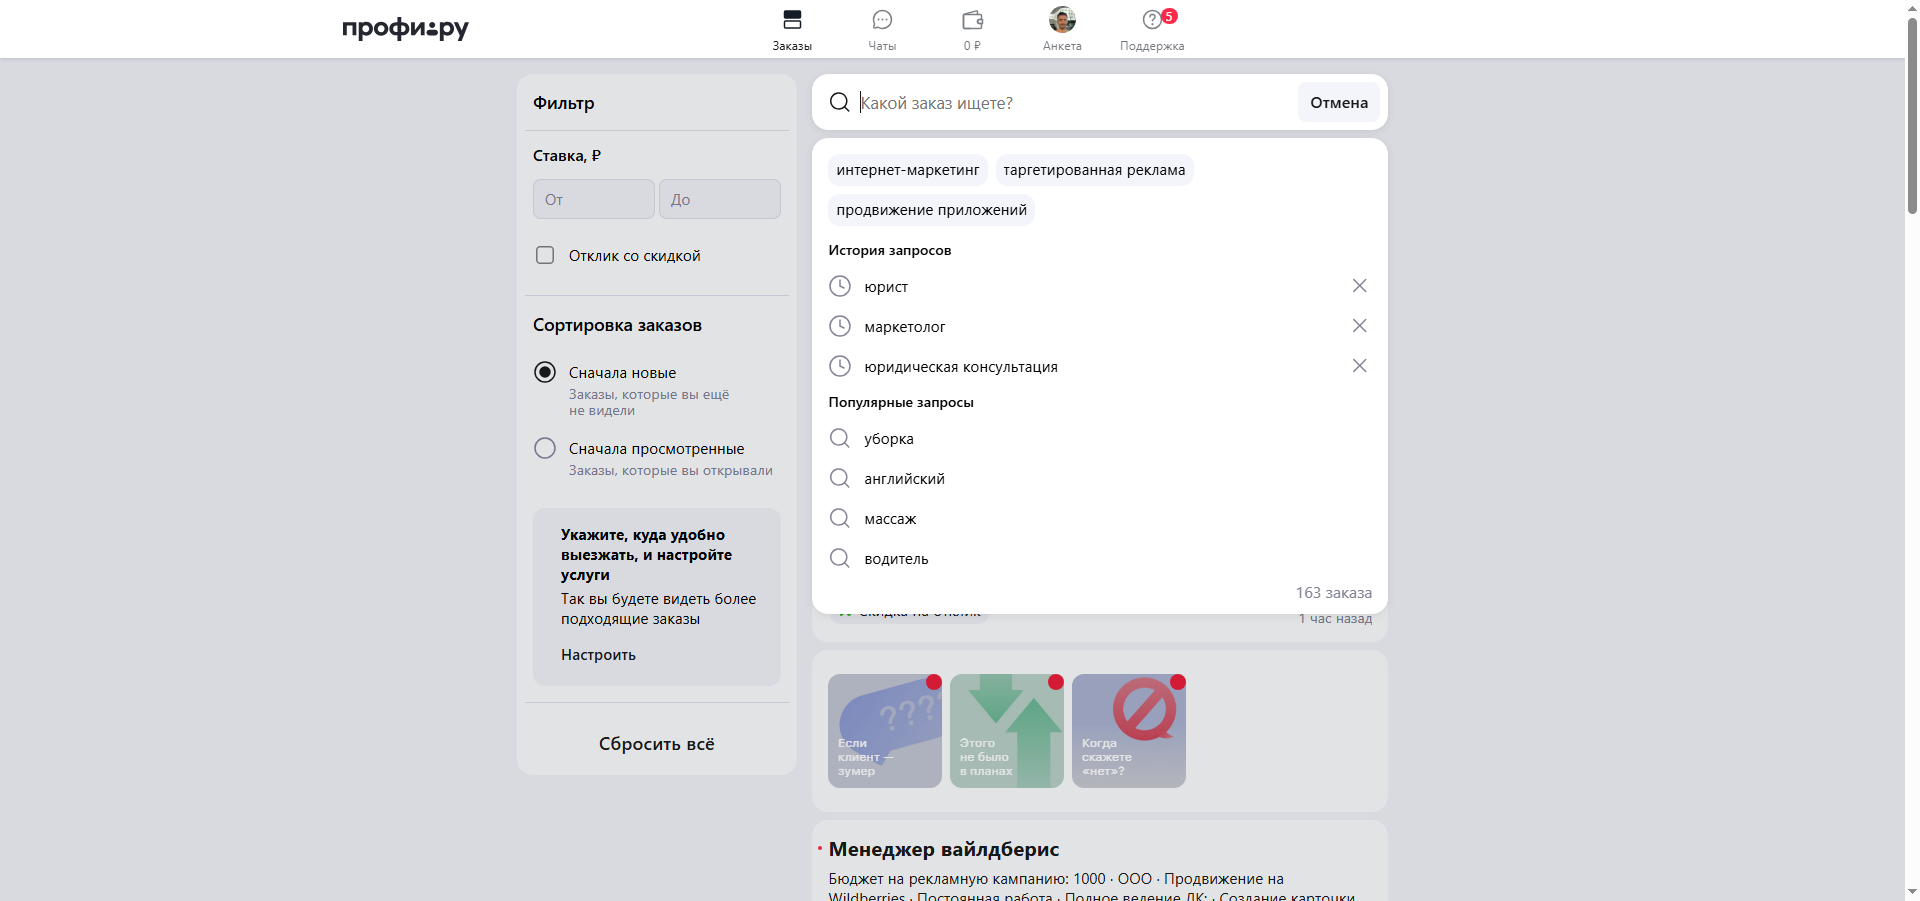 профи.ру
Заказы
Чаты
0 ₽
Анкета
5
Поддержка
Фильтр
Ставка, ₽
От
До
Отклик со скидкой
Сортировка заказов
Сначала новые
Заказы, которые вы ещё
не видели
Сначала просмотренные
Заказы, которые вы открывали
Укажите, куда удобно
выезжать, и настройте
услуги
Так вы будете видеть более
подходящие заказы
Настроить
Сбросить всё
Какой заказ ищете?
Отмена
интернет-маркетинг
таргетированная реклама
продвижение приложений
История запросов
юрист
маркетолог
юридическая консультация
Популярные запросы
уборка
английский
массаж
водитель
163 заказа
Скидка на отклик
1 час назад
???
Если
клиент —
зумер
Этого
не было
в планах
Когда
скажете
«нет»?
Менеджер вайлдберис
Бюджет на рекламную кампанию: 1000 · ООО · Продвижение на
Wildberries · Постоянная работа · Полное ведение ЛК; · Создание карточки